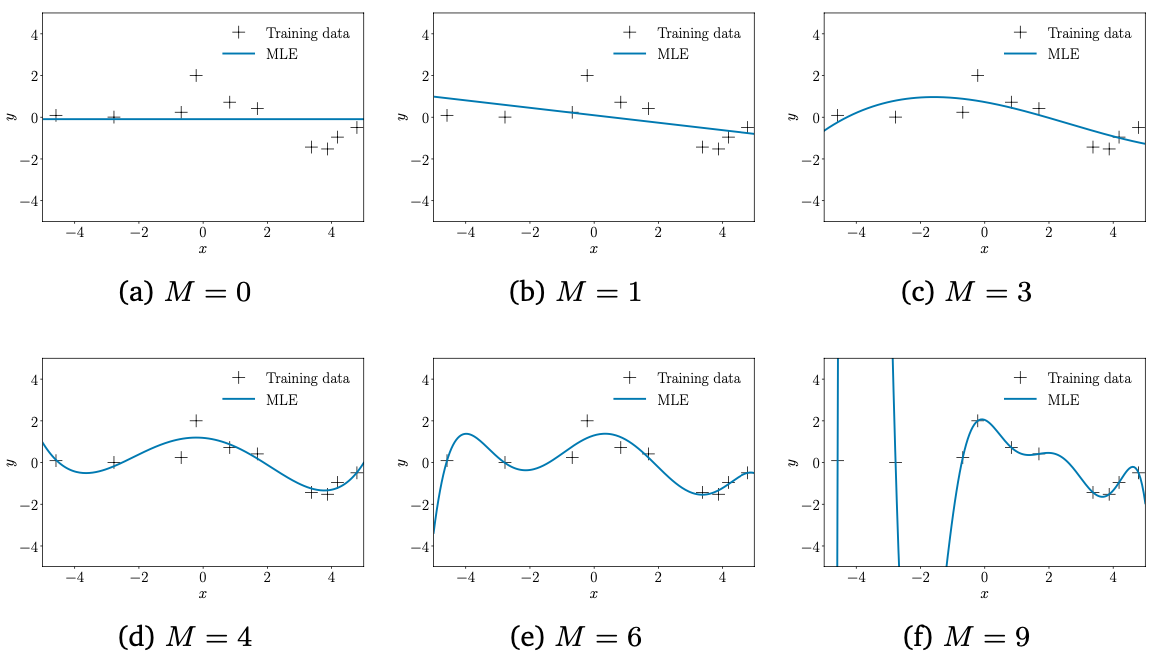 4
2
0
−2
−4
y
Training data
MLE
−4 −2 0 2 4
x
(a) M = 0
4
2
0
−2
−4
y
Training data
MLE
−4 −2 0 2 4
x
(b) M = 1
4
2
0
−2
−4
y
Training data
MLE
−4 −2 0 2 4
x
(c) M = 3
4
2
0
−2
−4
y
Training data
MLE
−4 −2 0 2 4
x
(d) M = 4
4
2
0
−2
−4
y
Training data
MLE
−4 −2 0 2 4
x
(e) M = 6
4
2
0
−2
−4
y
Training data
MLE
−4 −2 0 2 4
x
(f) M = 9